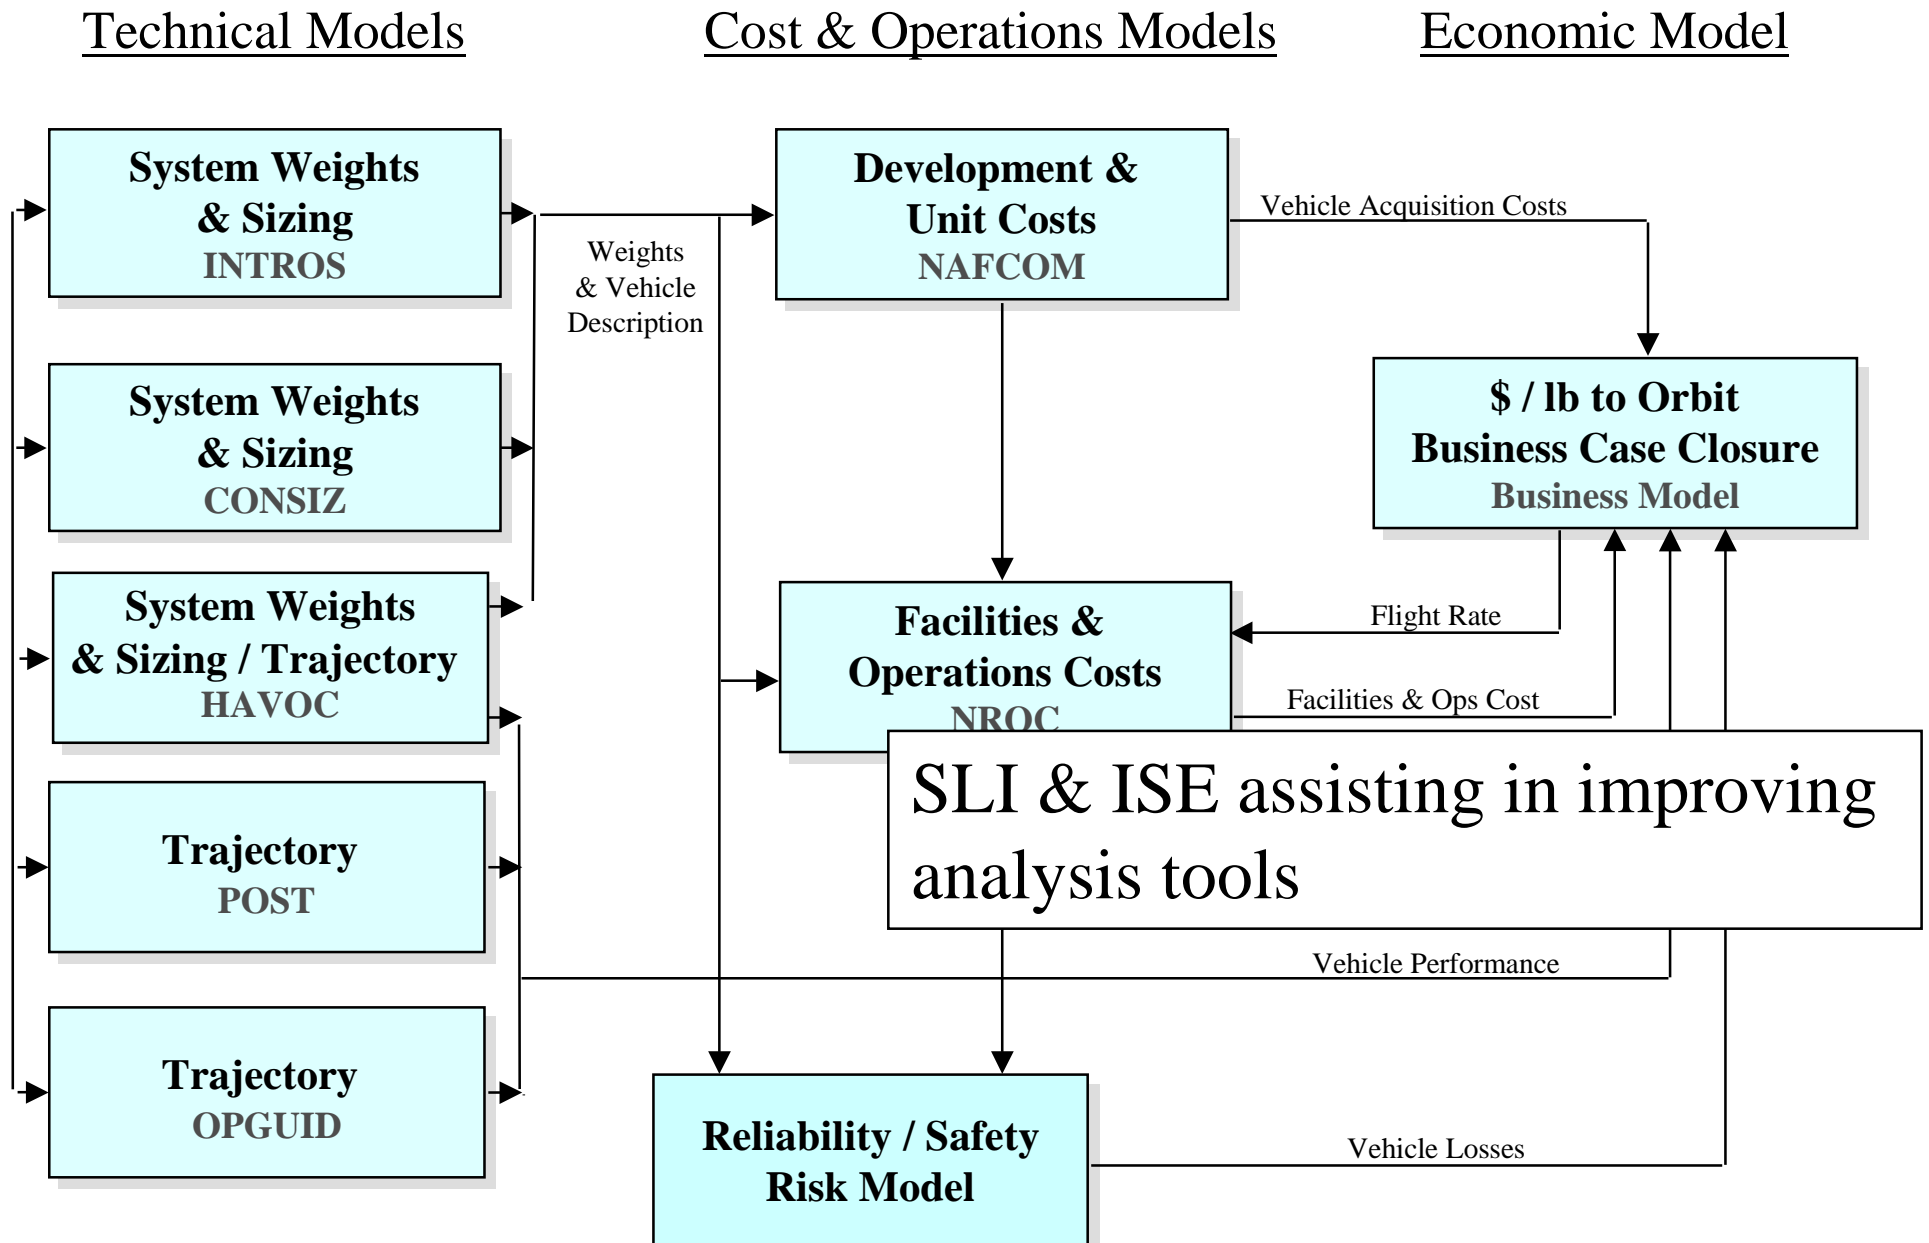 Technical Models
Cost & Operations Models
Economic Model
System Weights
& Sizing
INTROS
Development &
Unit Costs
NAFCOM
Vehicle Acquisition Costs
Weights
& Vehicle
Description
System Weights
& Sizing
CONSIZ
$ / lb to Orbit
Business Case Closure
Business Model
System Weights
& Sizing / Trajectory
HAVOC
Facilities &
Operations Costs
NROC
Flight Rate
Facilities & Ops Cost
SLI & ISE assisting in improving
analysis tools
Trajectory
POST
Vehicle Performance
Trajectory
OPGUID
Reliability / Safety
Risk Model
Vehicle Losses